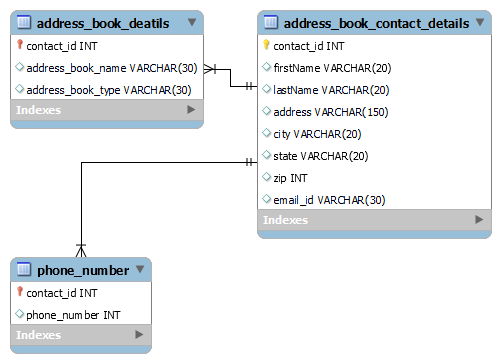 address_book_deatils
contact_id INT
address_book_name VARCHAR(30)
address_book_type VARCHAR(30)
Indexes
address_book_contact_details
contact_id INT
firstName VARCHAR(20)
lastName VARCHAR(20)
address VARCHAR(150)
city VARCHAR(20)
state VARCHAR(20)
zip INT
email_id VARCHAR(30)
Indexes
phone_number
contact_id INT
phone_number INT
Indexes